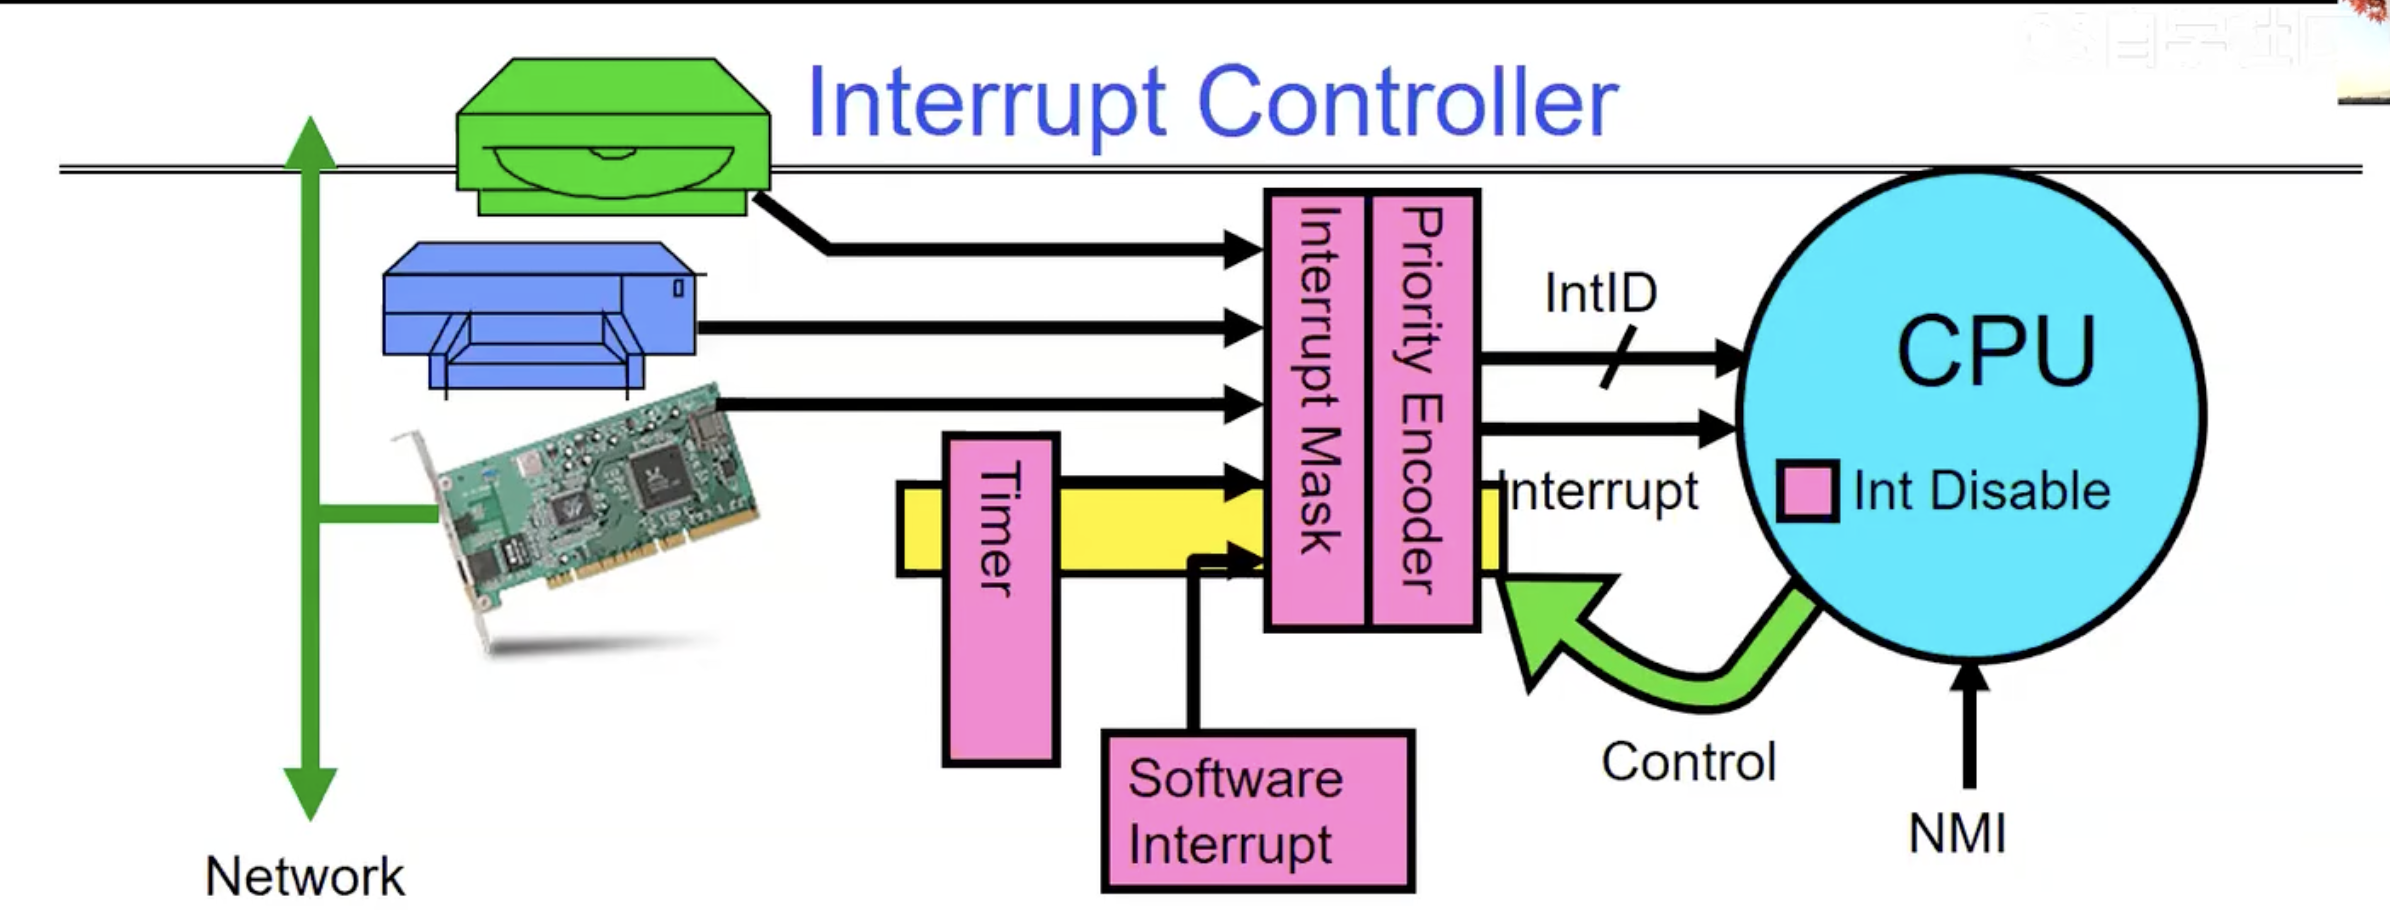 Interrupt Controller
Interrupt Mask
Priority Encoder
IntID
CPU
Interrupt
Int Disable
Timer
Software
Interrupt
Control
NMI
Network